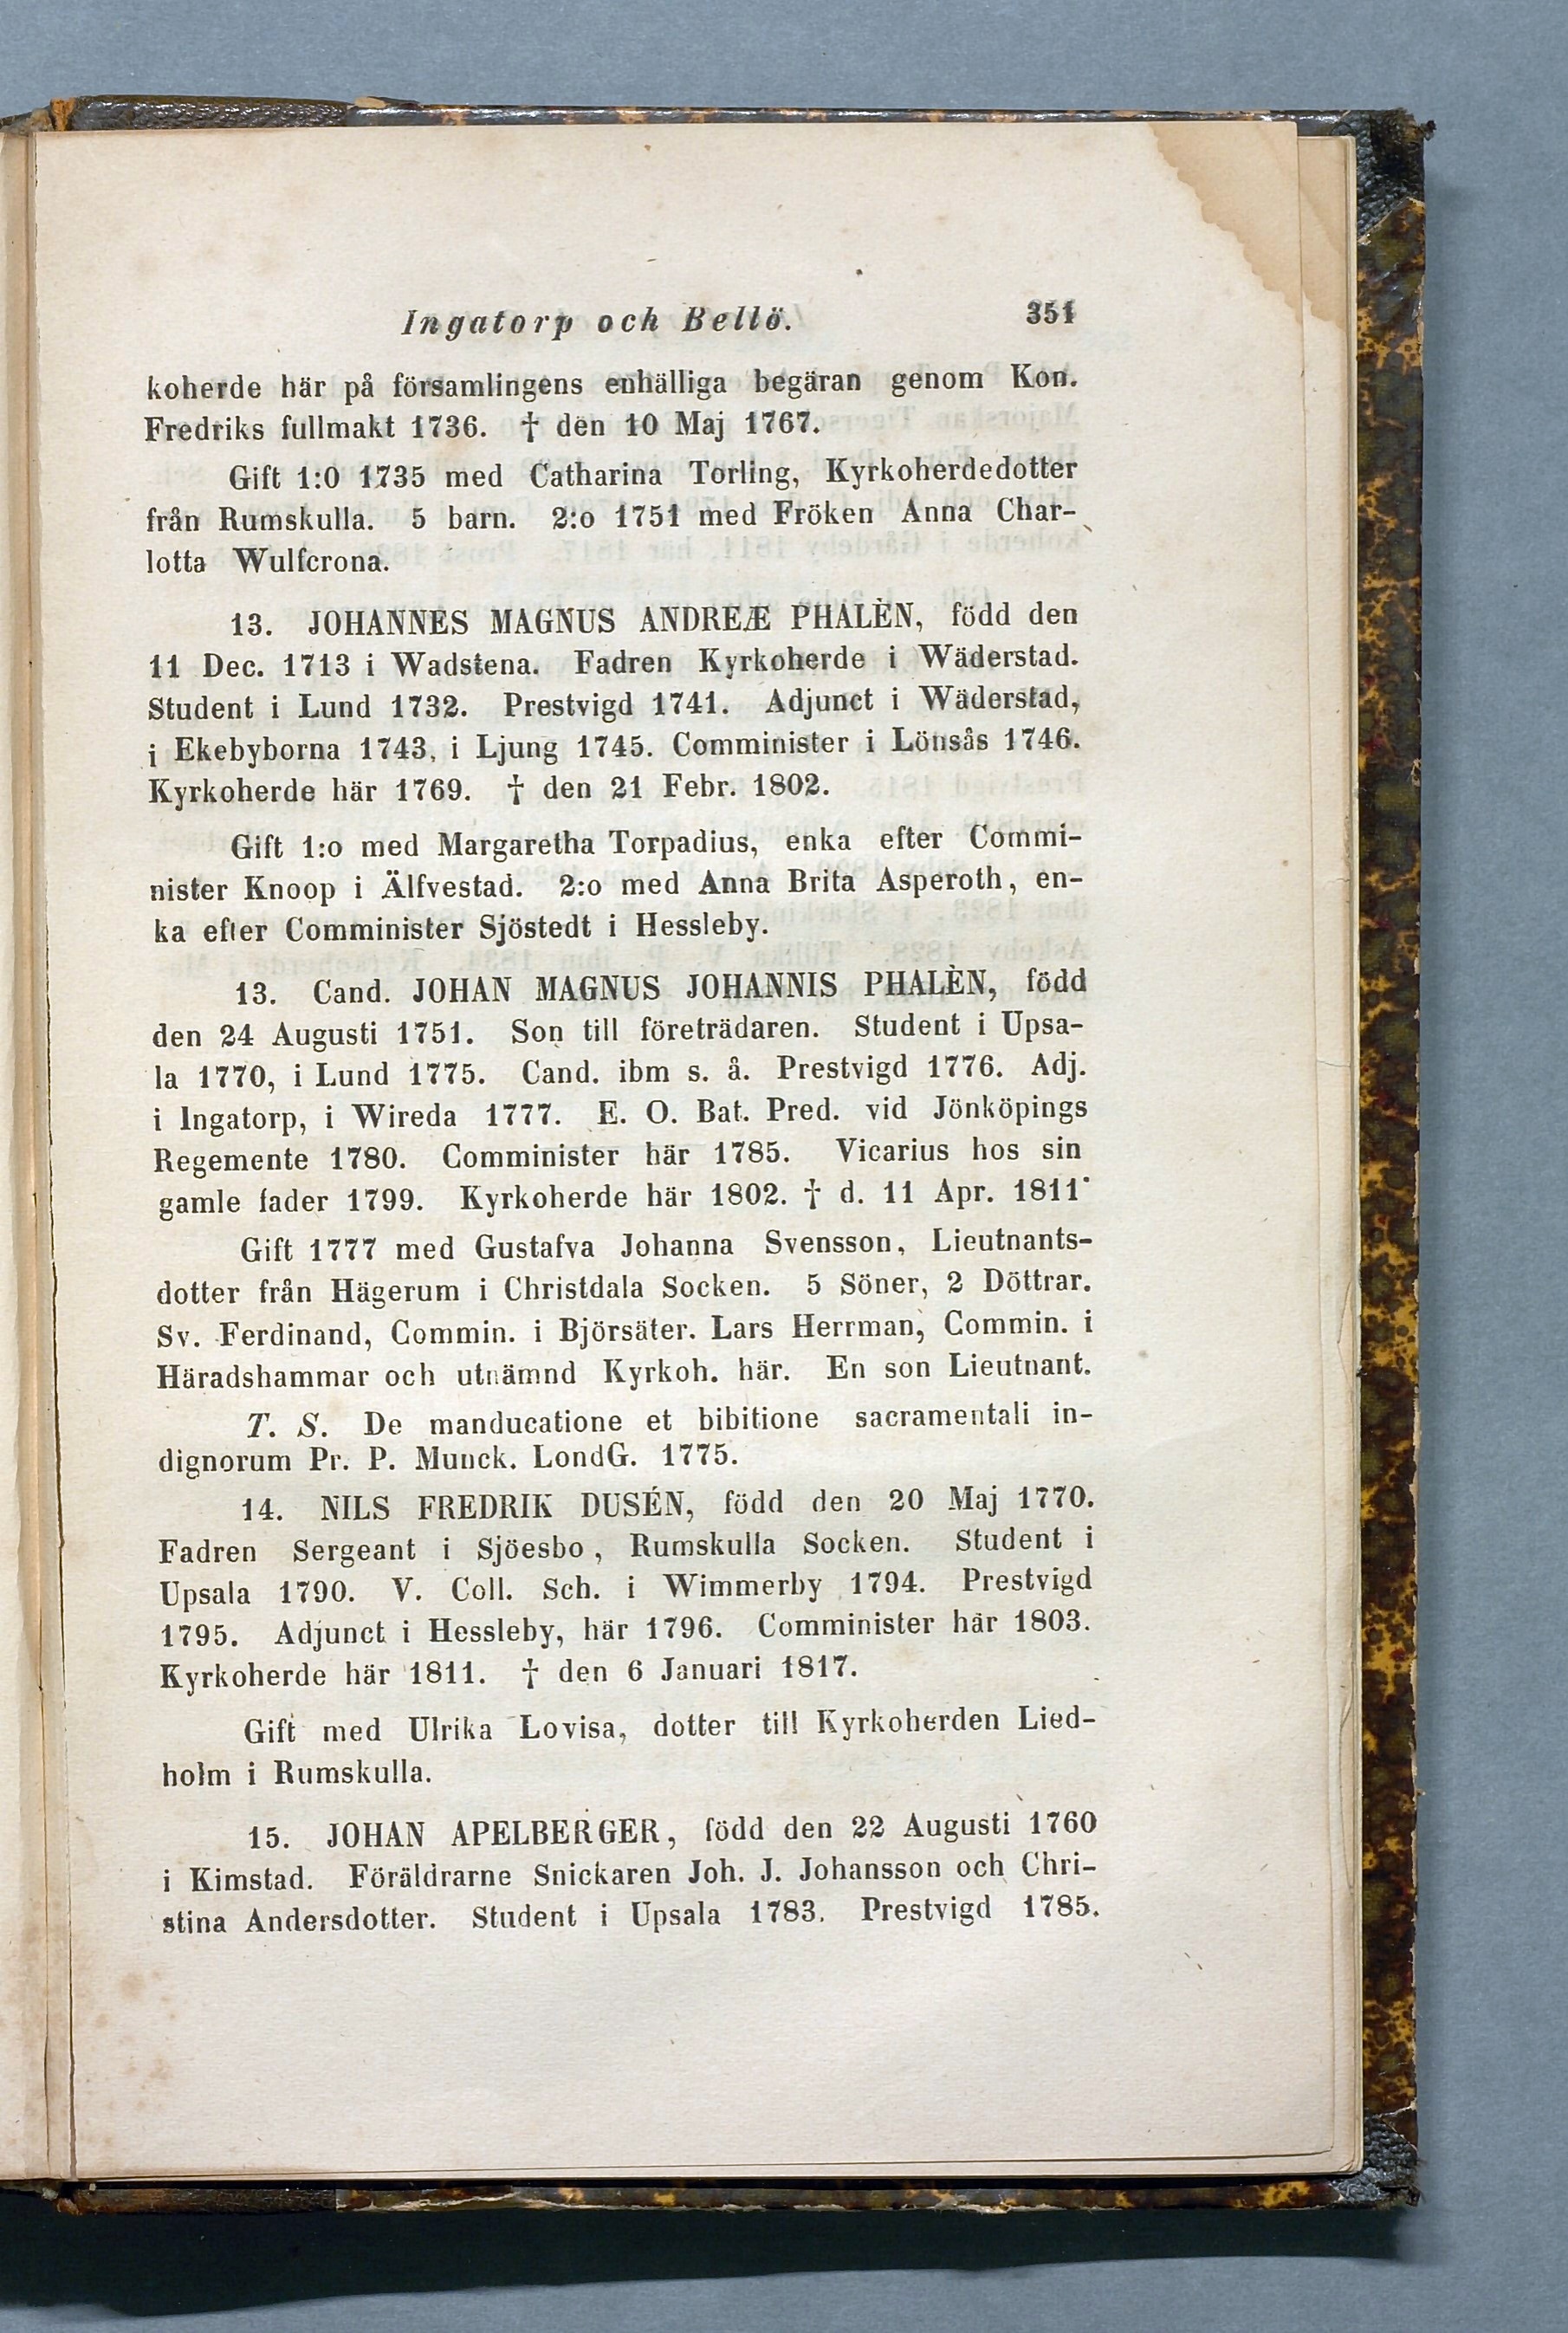 Ingatorp och Bellö. 351
koherde här på församlingens enhälliga begäran genom Kon.
Fredriks fullmakt 1736. † den 10 Maj 1767.
Gift 1:0 1735 med Catharina Torling, Kyrkoherdedotter
från Rumskulla. 5 barn. 2:o 1751 med Fröken Anna Char-
lotta Wulfcrona.
13. JOHANNES MAGNUS ANDREÆ PHALÈN, född den
11 Dec. 1713 i Wadstena. Fadren Kyrkoherde i Wäderstad.
Student i Lund 1732. Prestvigd 1741. Adjunct i Wäderstad,
i Ekebyborna 1743, i Ljung 1745. Comminister i Lönsås 1746.
Kyrkoherde här 1769. † den 21 Febr. 1802.
Gift 1:o med Margaretha Torpadius, enka efter Commi-
nister Knoop i Älfvestad. 2:o med Anna Brita Asperoth, en-
ka efter Comminister Sjöstedt i Hessleby.
13. Cand. JOHAN MAGNUS JOHANNIS PHALÈN, född
den 24 Augusti 1751. Son till företrädaren. Student i Upsa-
la 1770, i Lund 1775. Cand. ibm s. å. Prestvigd 1776. Adj.
i Ingatorp, i Wireda 1777. E. O. Bat. Pred. vid Jönköpings
Regemente 1780. Comminister här 1785. Vicarius hos sin
gamle fader 1799. Kyrkoherde här 1802. † d. 11 Apr. 1811.
Gift 1777 med Gustafva Johanna Svensson, Lieutnants-
dotter från Hägerum i Christdala Socken. 5 Söner, 2 Döttrar.
Sv. Ferdinand, Commin. i Björsäter. Lars Herrman, Commin. i
Häradshammar och utnämnd Kyrkoh. här. En son Lieutnant.
T. S. De manducatione et bibitione sacramentali in-
dignorum Pr. P. Munck. LondG. 1775.
14. NILS FREDRIK DUSÉN, född den 20 Maj 1770.
Fadren Sergeant i Sjöesbo, Rumskulla Socken. Student i
Upsala 1790. V. Coll. Sch. i Wimmerby 1794. Prestvigd
1795. Adjunct i Hessleby, här 1796. Comminister här 1803.
Kyrkoherde här 1811. † den 6 Januari 1817.
Gift med Ulrika Lovisa, dotter till Kyrkoherden Lied-
holm i Rumskulla.
15. JOHAN APELBERGER, född den 22 Augusti 1760
i Kimstad. Föräldrarne Snickaren Joh. J. Johansson och Chri-
stina Andersdotter. Student i Upsala 1783. Prestvigd 1785.